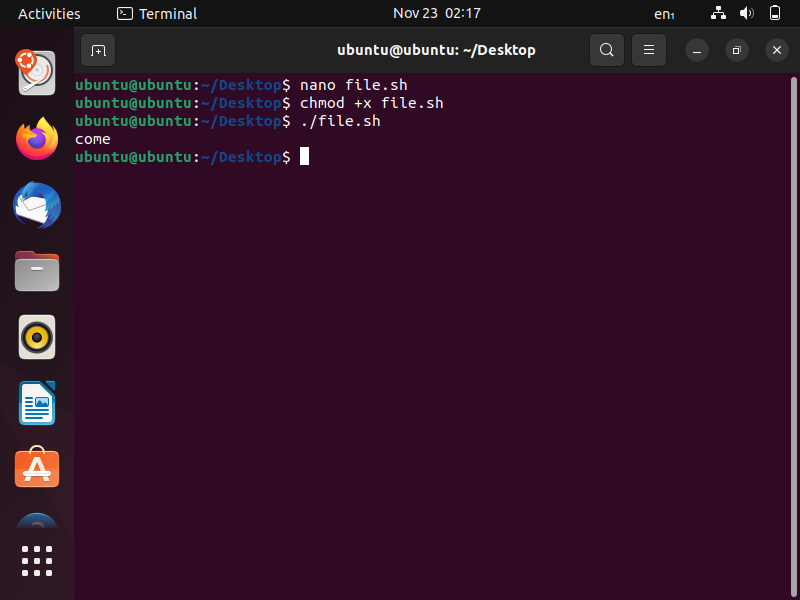 Activities Terminal Nov 23 02:17 en₁
ubuntu@ubuntu: ~/Desktop
ubuntu@ubuntu:~/Desktop$ nano file.sh
ubuntu@ubuntu:~/Desktop$ chmod +x file.sh
ubuntu@ubuntu:~/Desktop$ ./file.sh
come
ubuntu@ubuntu:~/Desktop$